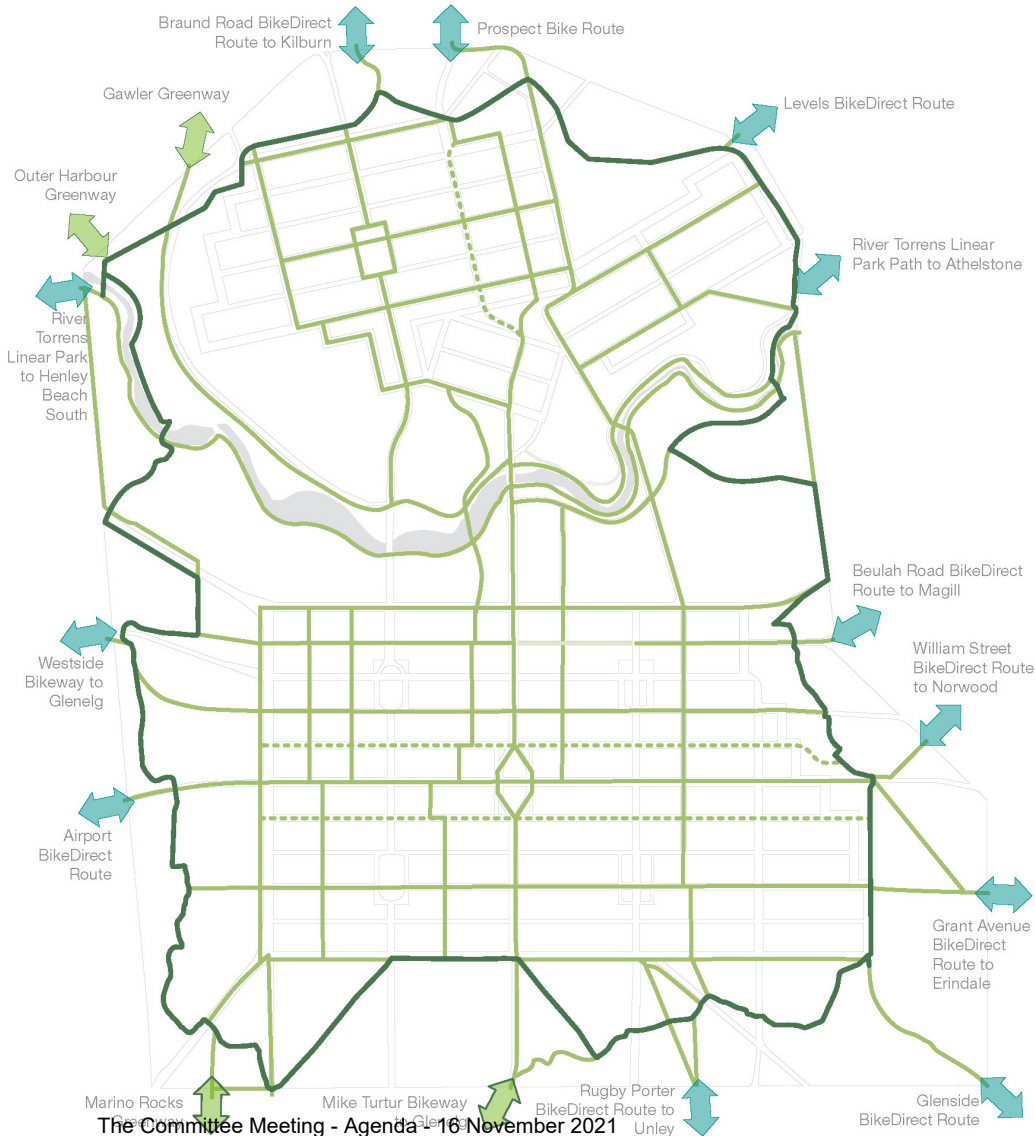 Braund Road BikeDirect
Route to Kilburn
Prospect Bike Route
Gawler Greenway
Levels BikeDirect Route
Outer Harbour
Greenway
River Torrens Linear
Park Path to Athelstone
River
Torrens
Linear Park
to Henley
Beach
South
Beulah Road BikeDirect
Route to Magill
Westside
Bikeway to
Glenelg
William Street
BikeDirect Route
to Norwood
Airport
BikeDirect
Route
Grant Avenue
BikeDirect
Route to
Erindale
Marino Rocks
Greenway
Mike Turtur Bikeway
to Glenelg
Rugby Porter
BikeDirect Route to
Unley
Glenside
BikeDirect Route
The Committee Meeting - Agenda - 16 November 2021